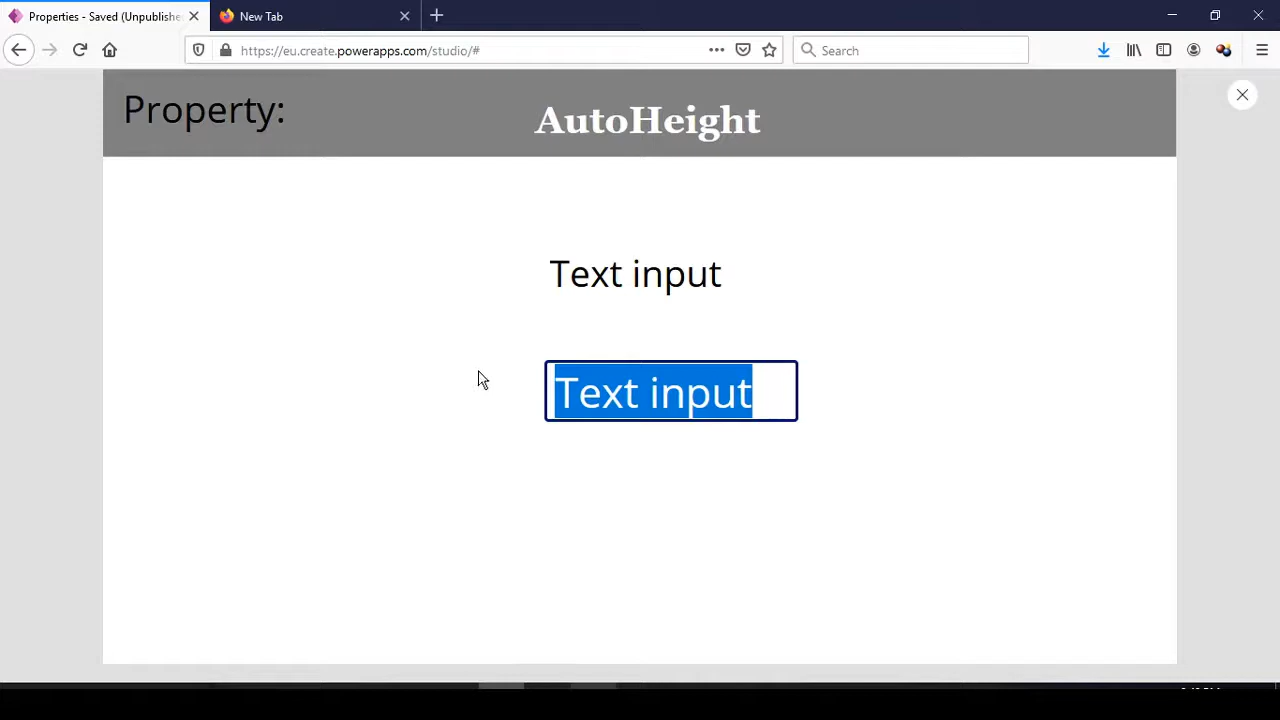 Properties - Saved (Unpublishe
New Tab
https://eu.create.powerapps.com/studio/#
Search
Property:
AutoHeight
Text input
Text input